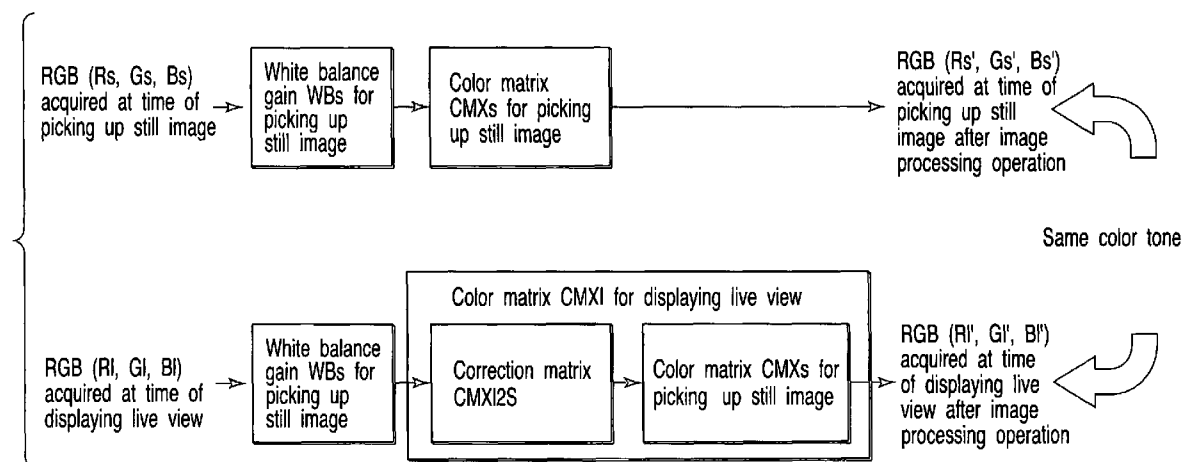 RGB (Rs, Gs, Bs)
acquired at time of
picking up still image
White balance
gain WBs for
picking up
still image
Color matrix
CMXs for picking
up still image
RGB (Rs', Gs', Bs')
acquired at time of
picking up still
image after image
processing operation
Same color tone
RGB (Rl, Gl, Bl)
acquired at time of
displaying live view
White balance
gain WBs for
picking up
still image
Color matrix CMXl for displaying live view
Correction matrix
CMXl2S
Color matrix CMXs for
picking up still image
RGB (Rl', Gl', Bl')
acquired at time
of displaying live
view after image
processing operation